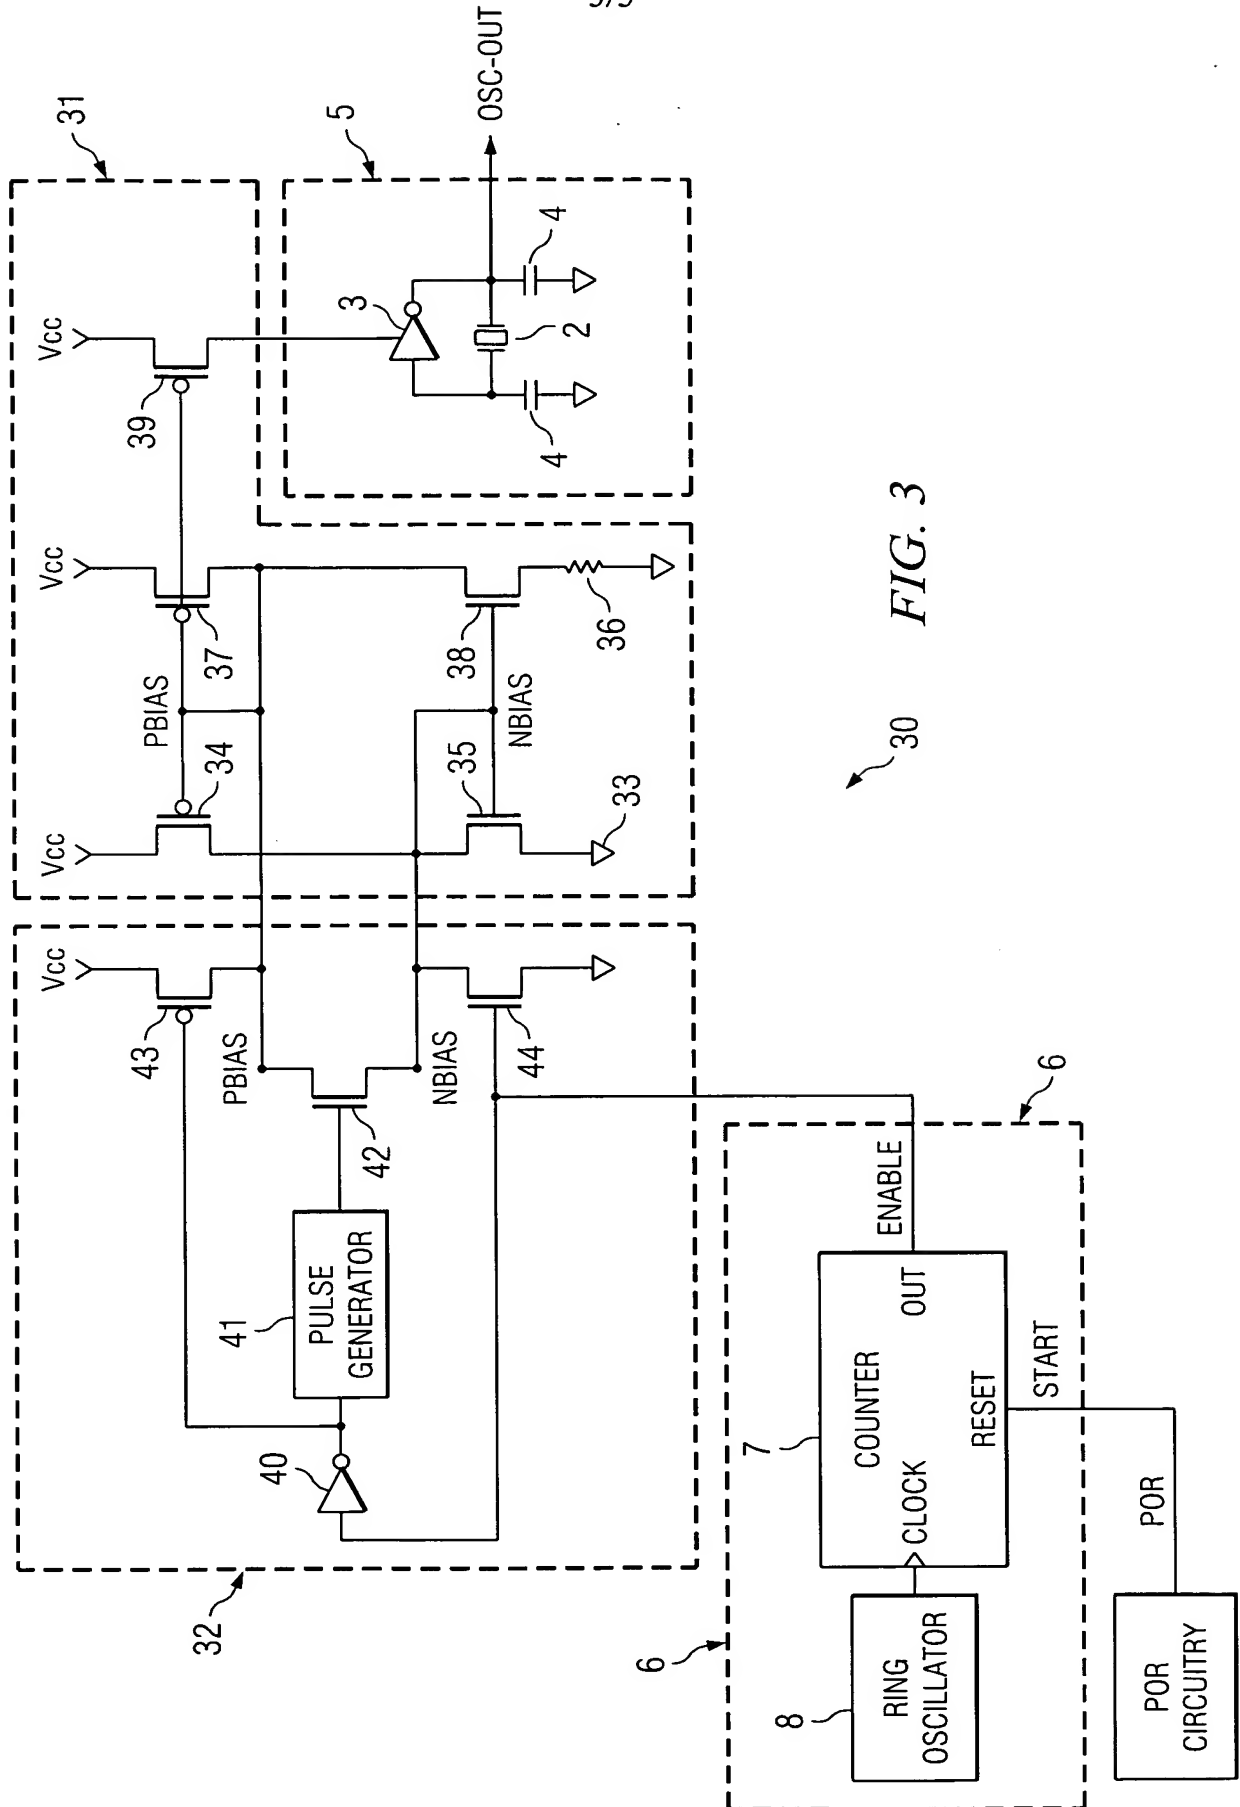 31
5
OSC-OUT
Vcc
39
3
4
2
4
Vcc
37
PBIAS
34
38
36
NBIAS
35
33
Vcc
Vcc
43
PBIAS
42
NBIAS
44
41
PULSE
GENERATOR
40
32
30
FIG. 3
6
ENABLE
OUT
7
COUNTER
CLOCK
RESET
START
6
8
RING
OSCILLATOR
POR
POR
CIRCUITRY